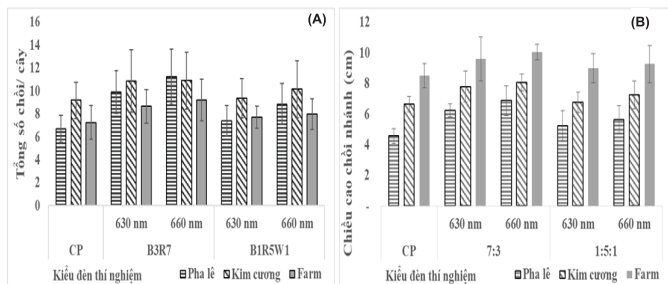 (A)
Tổng số chồi/ cây
16
14
12
10
8
6
4
2
0
630 nm 660 nm 630 nm 660 nm
CP B3R7 B1R5W1
Kiểu đèn thí nghiệm Pha lê Kim cương Farm
(B)
Chiều cao chồi nhánh (cm)
12
10
8
6
4
2
-
630 nm 660 nm 630 nm 660 nm
CP 7:3 1:5:1
Kiểu đèn thí nghiệm Pha lê Kim cương Farm